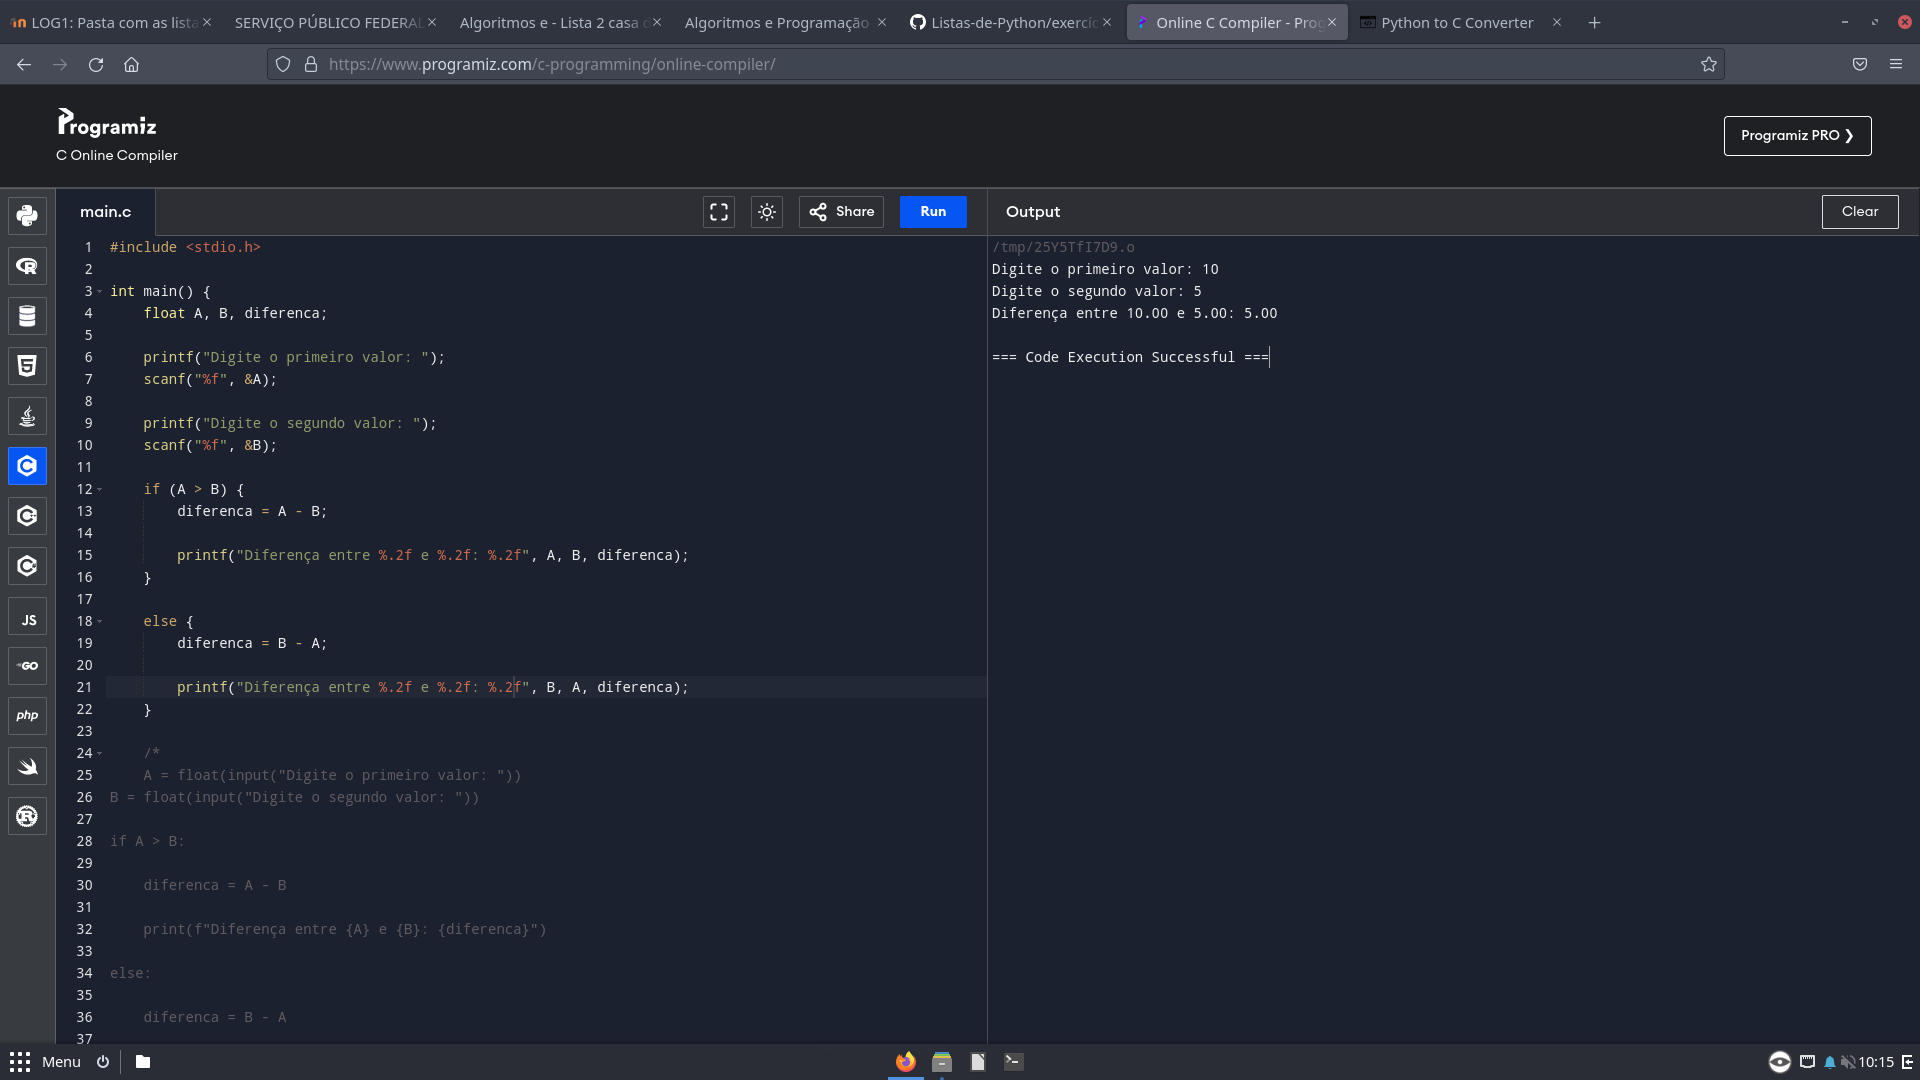 LOG1: Pasta com as lista
SERVIÇO PÚBLICO FEDERAL
Algoritmos e - Lista 2 casa d
Algoritmos e Programação
Listas-de-Python/exercíc
Online C Compiler - Prog
Python to C Converter
https://www.programiz.com/c-programming/online-compiler/
Programiz
C Online Compiler
Programiz PRO ❯
main.c
Share
Run
Output
Clear
1 #include <stdio.h>
2
3 int main() {
4     float A, B, diferenca;
5
6     printf("Digite o primeiro valor: ");
7     scanf("%f", &A);
8
9     printf("Digite o segundo valor: ");
10     scanf("%f", &B);
11
12     if (A > B) {
13         diferenca = A - B;
14
15         printf("Diferença entre %.2f e %.2f: %.2f", A, B, diferenca);
16     }
17
18     else {
19         diferenca = B - A;
20
21         printf("Diferença entre %.2f e %.2f: %.2f", B, A, diferenca);
22     }
23
24     /*
25     A = float(input("Digite o primeiro valor: "))
26 B = float(input("Digite o segundo valor: "))
27
28 if A > B:
29
30     diferenca = A - B
31
32     print(f"Diferença entre {A} e {B}: {diferenca}")
33
34 else:
35
36     diferenca = B - A
37
/tmp/25Y5TfI7D9.o
Digite o primeiro valor: 10
Digite o segundo valor: 5
Diferença entre 10.00 e 5.00: 5.00
=== Code Execution Successful ===
R
5
C
C
C
JS
GO
php
R
Menu
10:15